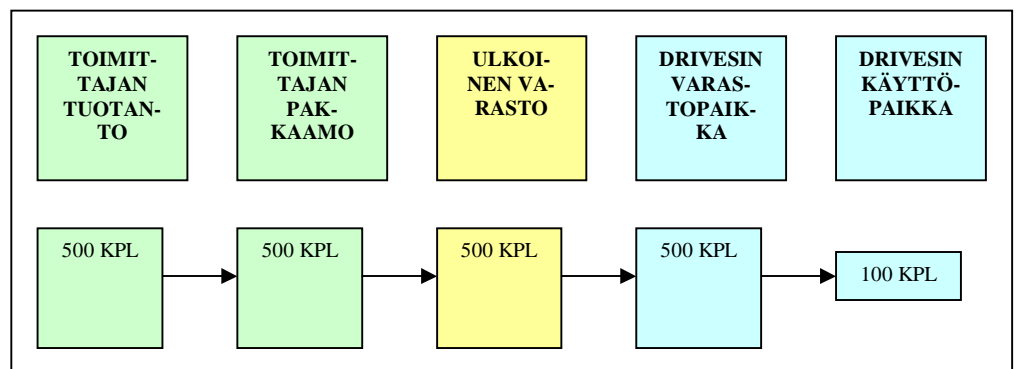 TOIMIT-
TAJAN
TUOTAN-
TO
TOIMIT-
TAJAN
PAK-
KAAMO
ULKOI-
NEN VA-
RASTO
DRIVESIN
VARAS-
TOPAIK-
KA
DRIVESIN
KÄYTTÖ-
PAIKKA
500 KPL
500 KPL
500 KPL
500 KPL
100 KPL